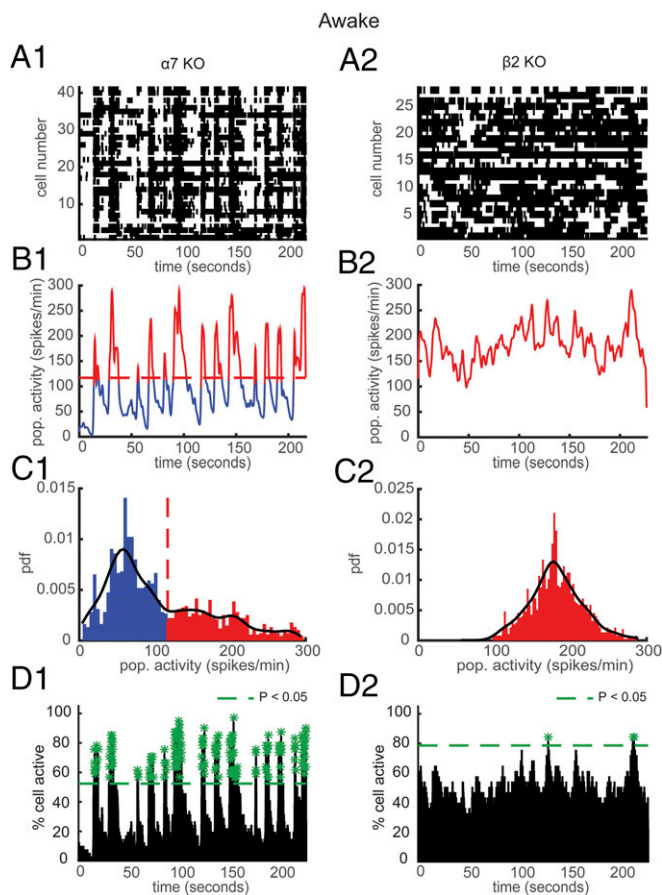 Awake
A1
α7 KO
40
30
20
10
cell number
0 50 100 150 200
time (seconds)
A2
β2 KO
25
20
15
10
5
cell number
0 50 100 150 200
time (seconds)
B1
300
250
200
150
100
50
0
pop. activity (spikes/min)
0 50 100 150 200
time (seconds)
B2
300
250
200
150
100
50
0
pop. activity (spikes/min)
0 50 100 150 200
time (seconds)
C1
0.015
0.01
0.005
0
pdf
0 100 200 300
pop. activity (spikes/min)
C2
0.025
0.02
0.015
0.01
0.005
0
pdf
0 100 200 300
pop. activity (spikes/min)
D1
P < 0.05
100
80
60
40
20
0
% cell active
0 50 100 150 200
time (seconds)
D2
P < 0.05
100
80
60
40
20
0
% cell active
0 50 100 150 200
time (seconds)